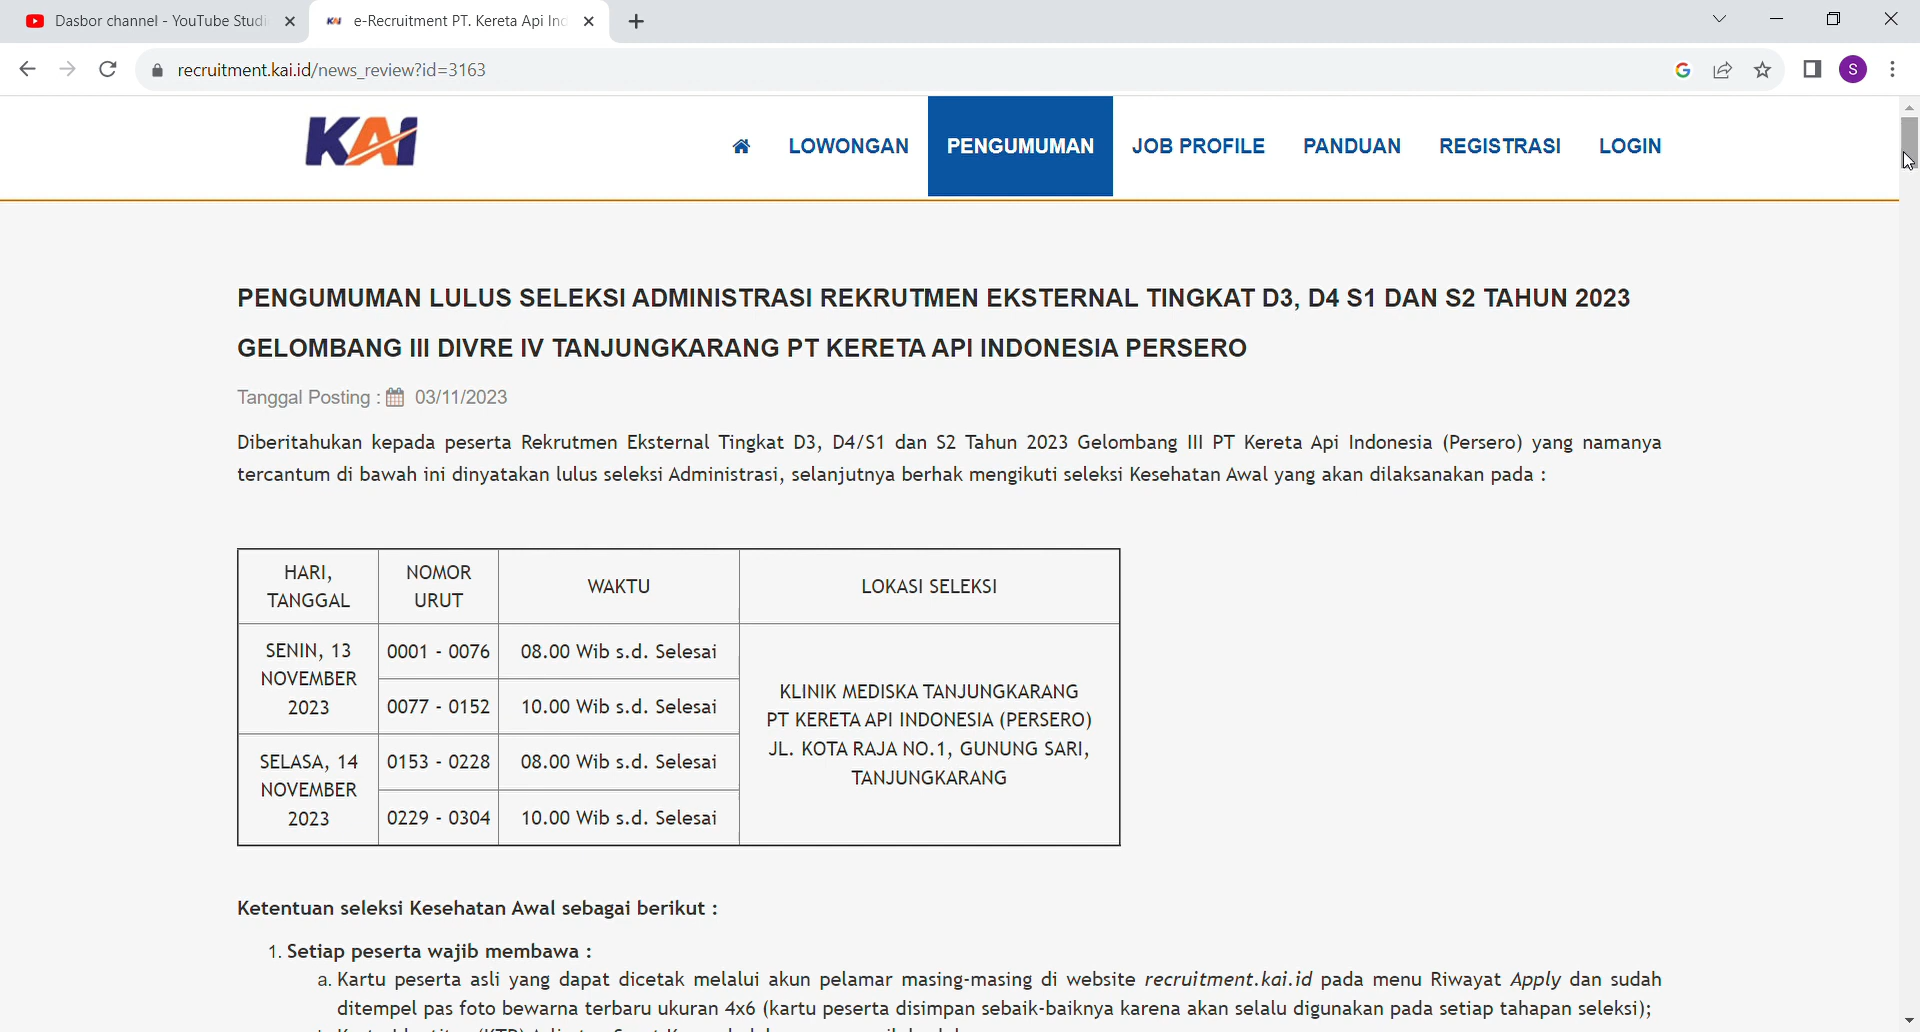 Dasbor channel - YouTube Studi
e-Recruitment PT. Kereta Api Ind
recruitment.kai.id/news_review?id=3163
S
KAI
LOWONGAN
PENGUMUMAN
JOB PROFILE
PANDUAN
REGISTRASI
LOGIN
PENGUMUMAN LULUS SELEKSI ADMINISTRASI REKRUTMEN EKSTERNAL TINGKAT D3, D4 S1 DAN S2 TAHUN 2023
GELOMBANG III DIVRE IV TANJUNGKARANG PT KERETA API INDONESIA PERSERO
Tanggal Posting : 03/11/2023
Diberitahukan kepada peserta Rekrutmen Eksternal Tingkat D3, D4/S1 dan S2 Tahun 2023 Gelombang III PT Kereta Api Indonesia (Persero) yang namanya
tercantum di bawah ini dinyatakan lulus seleksi Administrasi, selanjutnya berhak mengikuti seleksi Kesehatan Awal yang akan dilaksanakan pada :
HARI,
TANGGAL
NOMOR
URUT
WAKTU
LOKASI SELEKSI
SENIN, 13
NOVEMBER
2023
0001 - 0076
08.00 Wib s.d. Selesai
0077 - 0152
10.00 Wib s.d. Selesai
SELASA, 14
NOVEMBER
2023
0153 - 0228
08.00 Wib s.d. Selesai
0229 - 0304
10.00 Wib s.d. Selesai
KLINIK MEDISKA TANJUNGKARANG
PT KERETA API INDONESIA (PERSERO)
JL. KOTA RAJA NO.1, GUNUNG SARI,
TANJUNGKARANG
Ketentuan seleksi Kesehatan Awal sebagai berikut :
1. Setiap peserta wajib membawa :
a. Kartu peserta asli yang dapat dicetak melalui akun pelamar masing-masing di website recruitment.kai.id pada menu Riwayat Apply dan sudah
ditempel pas foto bewarna terbaru ukuran 4x6 (kartu peserta disimpan sebaik-baiknya karena akan selalu digunakan pada setiap tahapan seleksi);